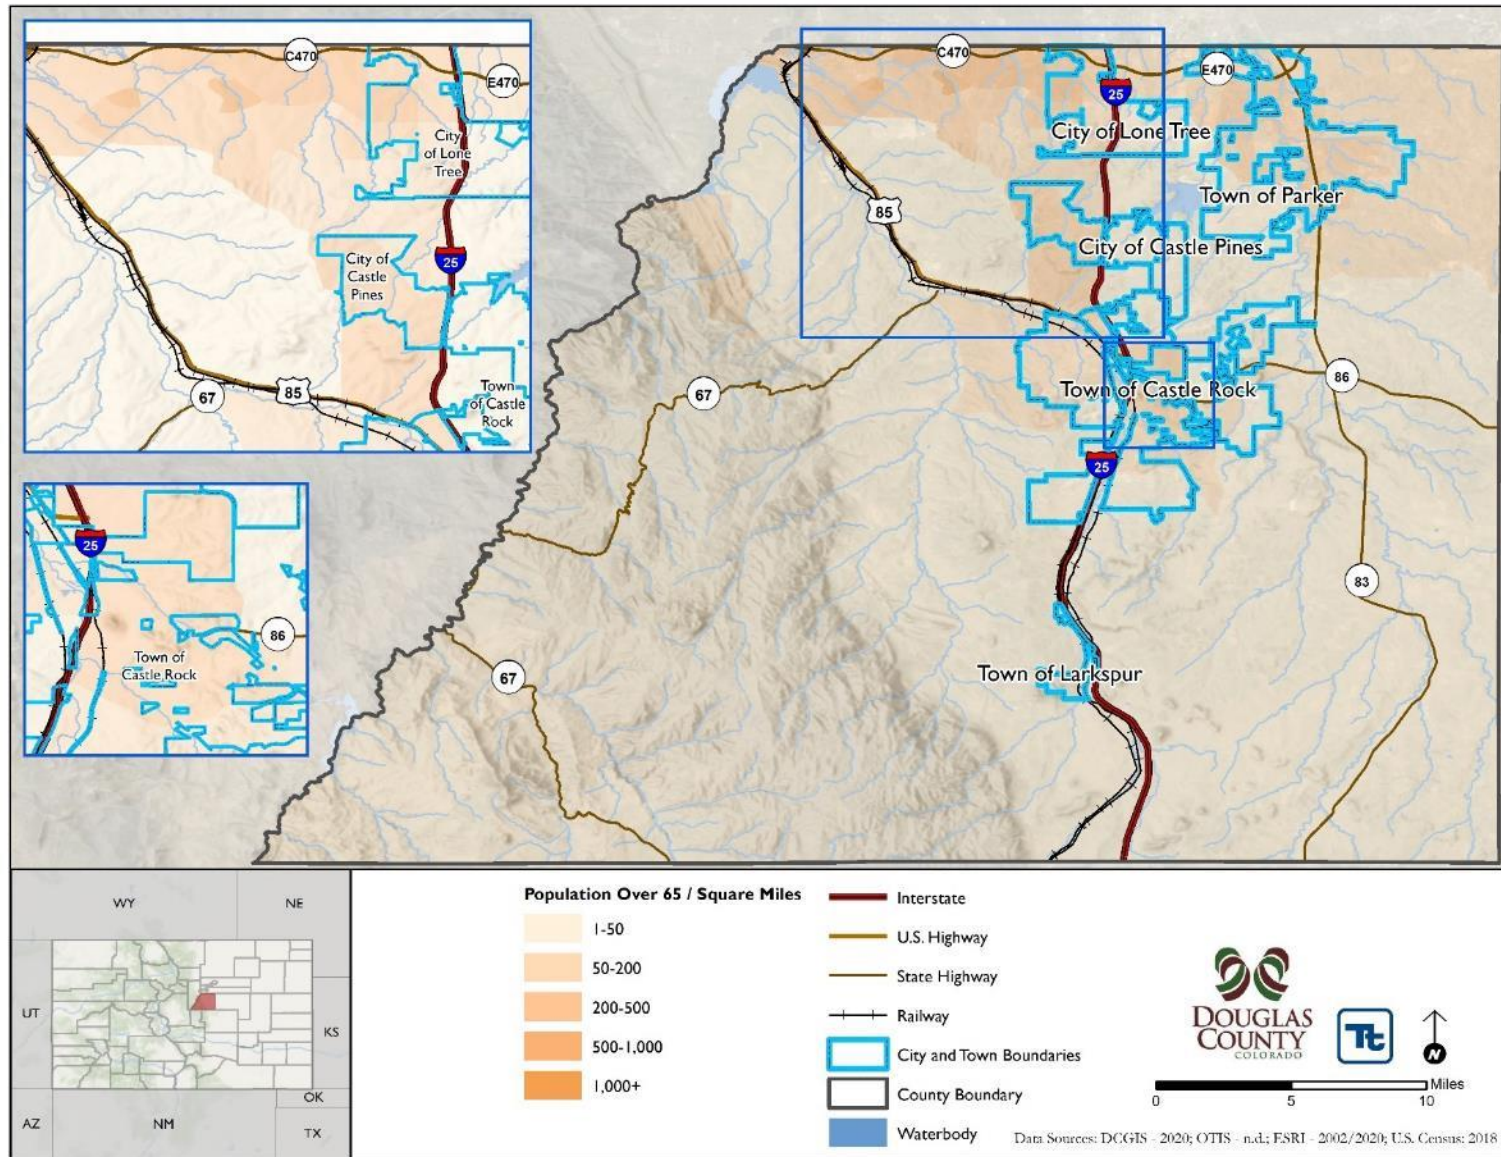 C470
E470
City
of Lone
Tree
City of
Castle
Pines
25
67
85
Town
of Castle
Rock
25
86
Town of
Castle Rock
C470
E470
25
City of Lone Tree
85
Town of Parker
City of Castle Pines
67
Town of Castle Rock
86
25
83
67
Town of Larkspur
WY
NE
UT
KS
AZ
NM
OK
TX
Population Over 65 / Square Miles
1-50
50-200
200-500
500-1,000
1,000+
Interstate
U.S. Highway
State Highway
Railway
City and Town Boundaries
County Boundary
Waterbody
DOUGLAS
COUNTY
COLORADO
Tt
N
Miles
0 5 10
Data Sources: DCGIS - 2020; OTIS - n.d.; ESRI - 2002/2020; U.S. Census: 2018